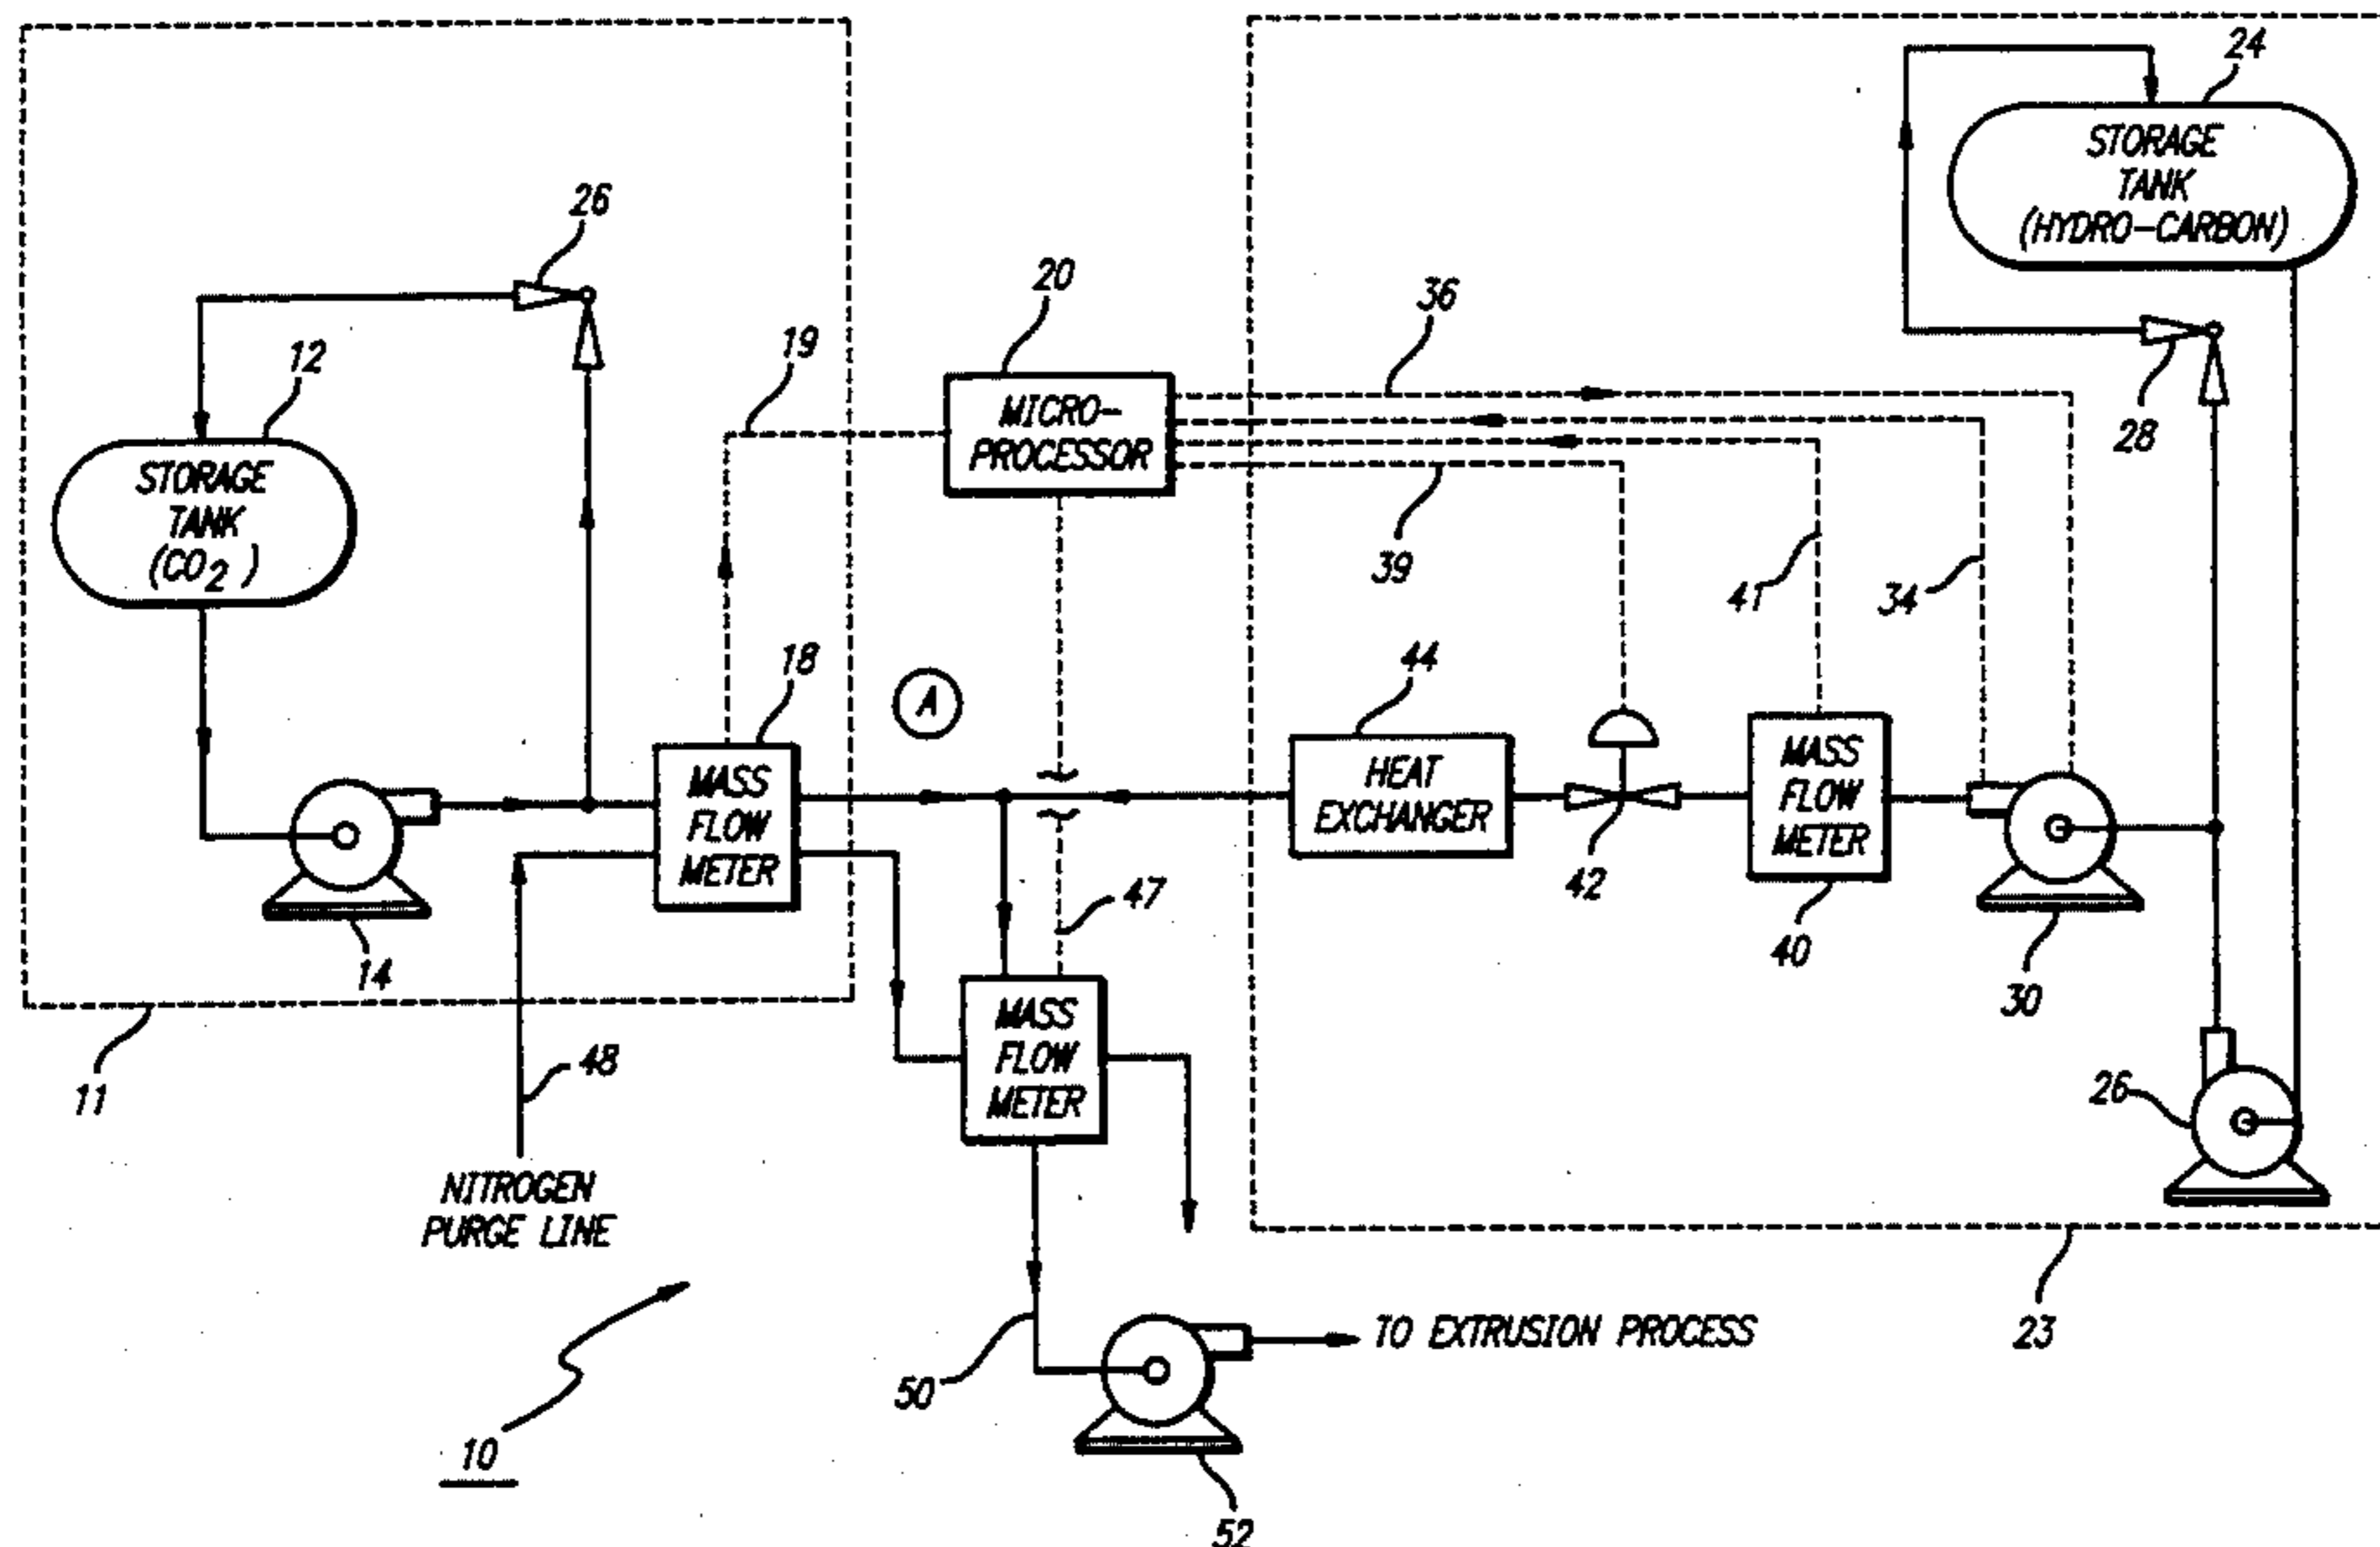 24
STORAGE
TANK
(HYDRO-CARBON)
26
20
36
12
19
MICRO-
PROCESSOR
28
STORAGE
TANK
(CO2)
39
41
34
18
A
44
MASS
FLOW
METER
HEAT
EXCHANGER
MASS
FLOW
METER
42
47
40
14
30
MASS
FLOW
METER
11
48
26
NITROGEN
PURGE LINE
23
TO EXTRUSION PROCESS
50
10
52